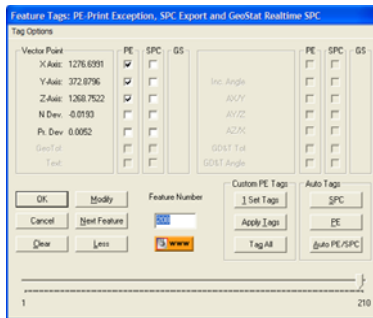 Feature Tags: PE-Print Exception, SPC Export and GeoStat Realtime SPC
Tag Options
Vector Point PE SPC GS PE SPC GS
X Axis: 1276.6991
Y-Axis: 372.8796 Inc. Angle
Z-Axis: 1268.7522 AX/Y
N Dev. -0.0193 AY/Z
Pt. Dev 0.0052 AZ/X
GeoTol: GD&T Tol
Text: GD&T Angle
Custom PE Tags Auto Tags
OK Modify Feature Number 1 Set Tags SPC
Cancel Next Feature 200 Apply Tags PE
Clear Less www Tag All Auto PE/SPC
1 210